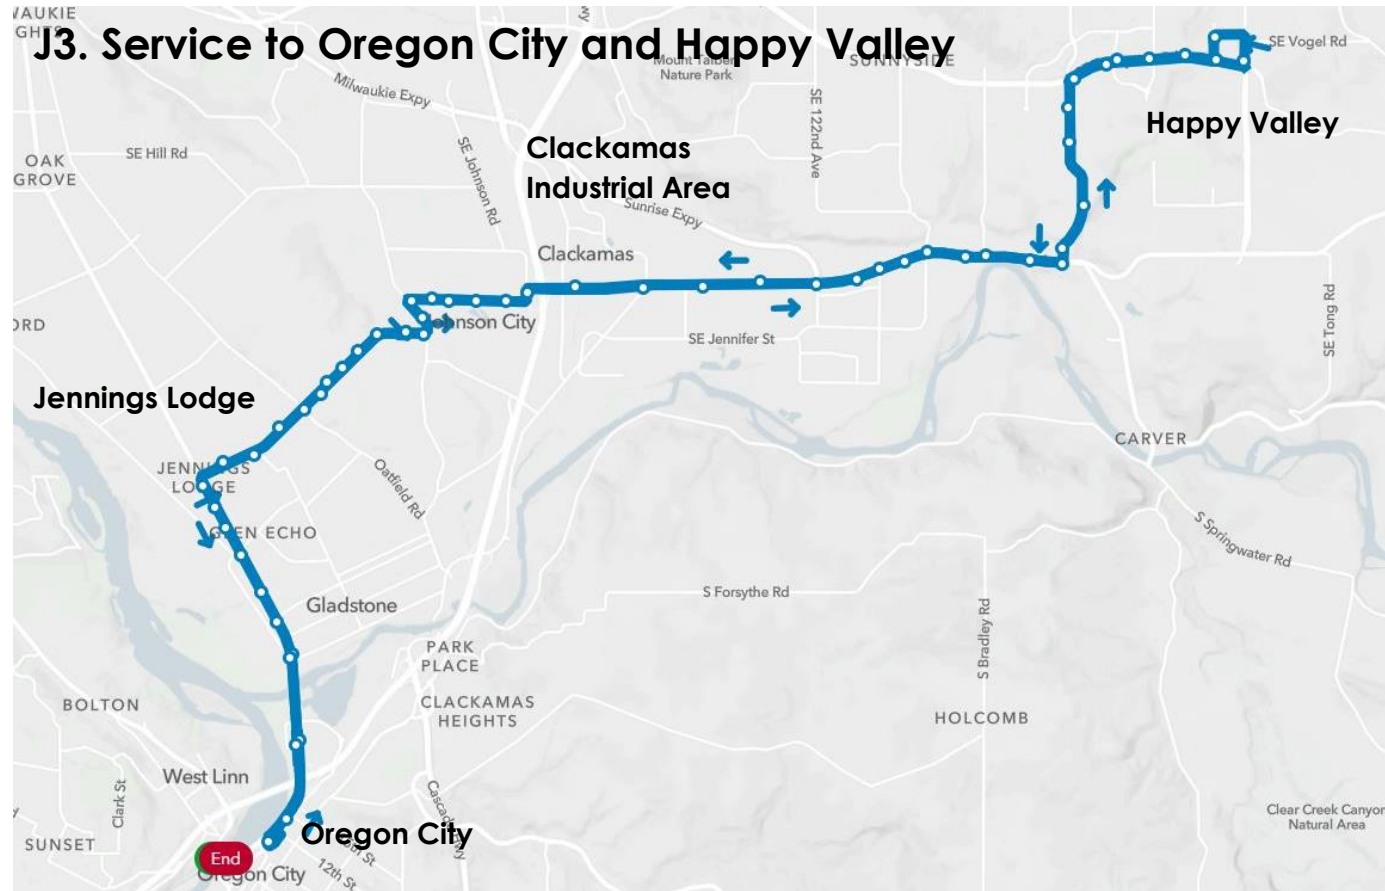 J3. Service to Oregon City and Happy Valley
Mount Talbert
Nature Park
SUNNYSIDE
SE Vogel Rd
Milwaukie Expy
Happy Valley
SE 122nd Ave
Clackamas
Industrial Area
SE Hill Rd
OAK
GROVE
SE Johnson Rd
Sunrise Expy
Clackamas
Johnson City
SE Jennifer St
SE Tong Rd
Jennings Lodge
CARVER
JENNINGS
LODGE
Oatfield Rd
GLEN ECHO
S Springwater Rd
Gladstone
S Forsythe Rd
S Bradley Rd
PARK
PLACE
BOLTON
CLACKAMAS
HEIGHTS
HOLCOMB
West Linn
Clark St
Clear Creek Canyon
Natural Area
Oregon City
SUNSET
End
Oregon City
12th St